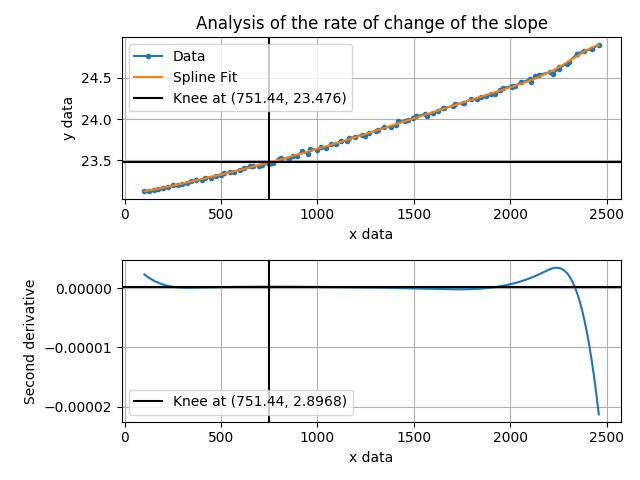 Analysis of the rate of change of the slope
Data
Spline Fit
Knee at (751.44, 23.476)
24.5
24.0
23.5
y data
0 500 1000 1500 2000 2500
x data
0.00000
−0.00001
−0.00002
Second derivative
Knee at (751.44, 2.8968)
0 500 1000 1500 2000 2500
x data